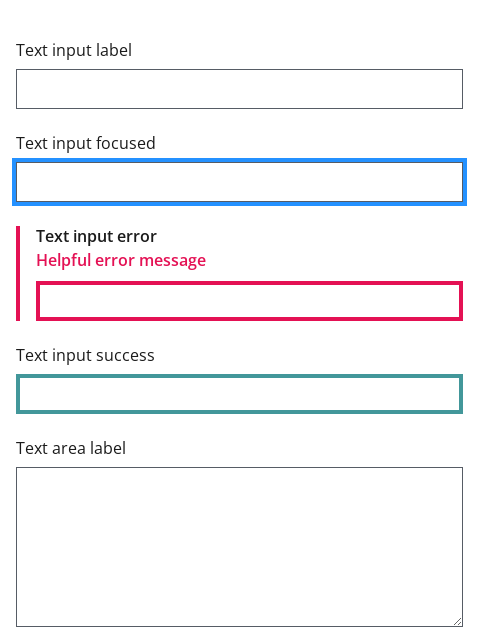 Text input label
Text input focused
Text input error
Helpful error message
Text input success
Text area label